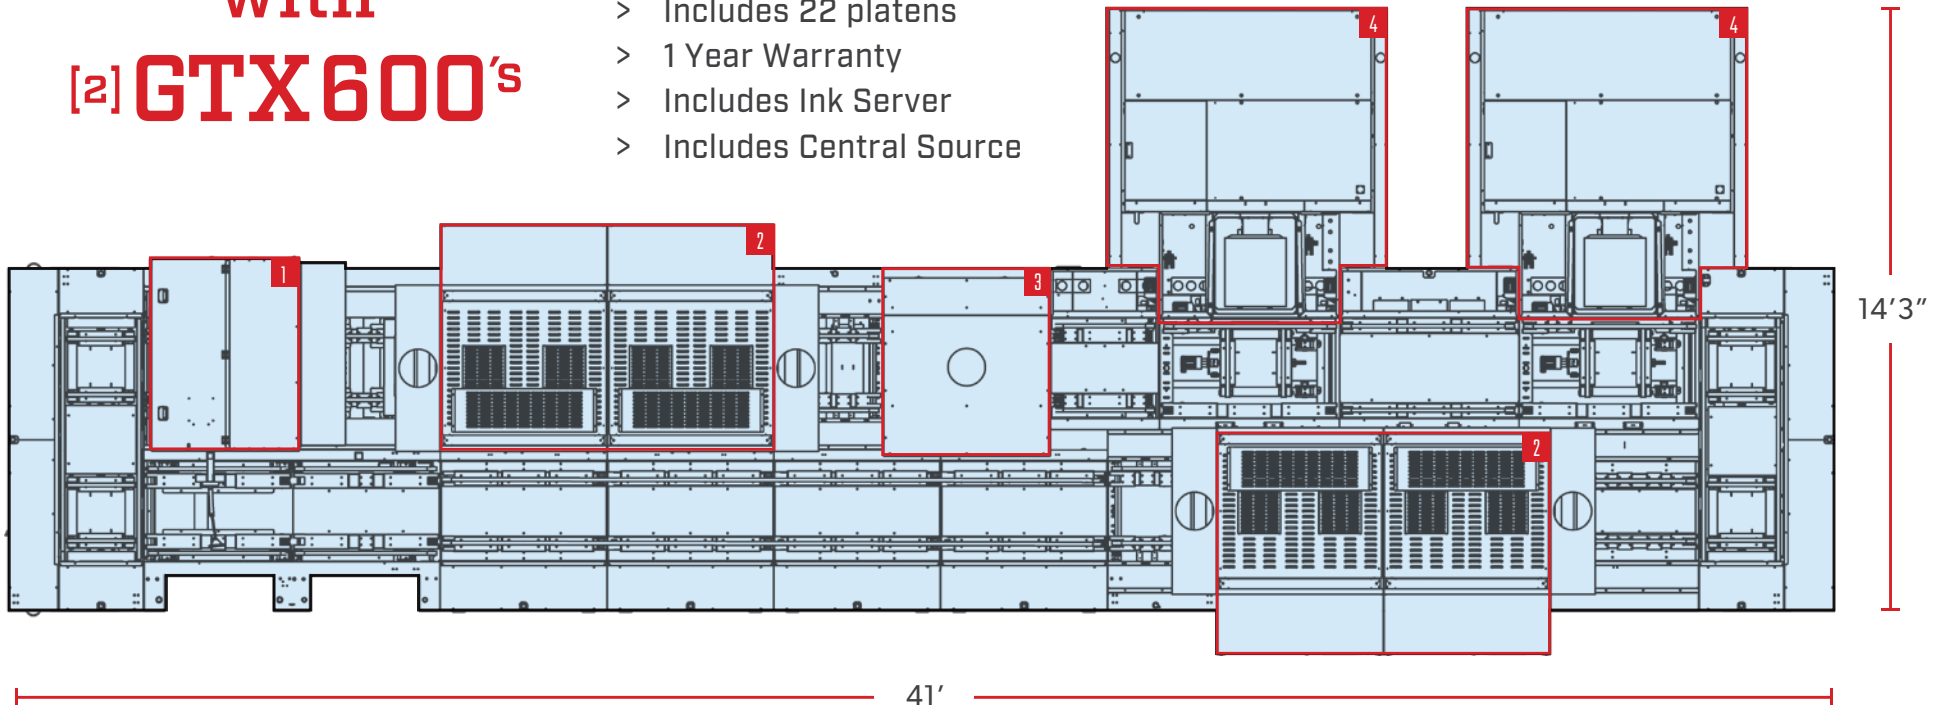 with
[2] GTX600's
> Includes 22 platens
> 1 Year Warranty
> Includes Ink Server
> Includes Central Source
4
4
1
2
3
2
14'3"
41'